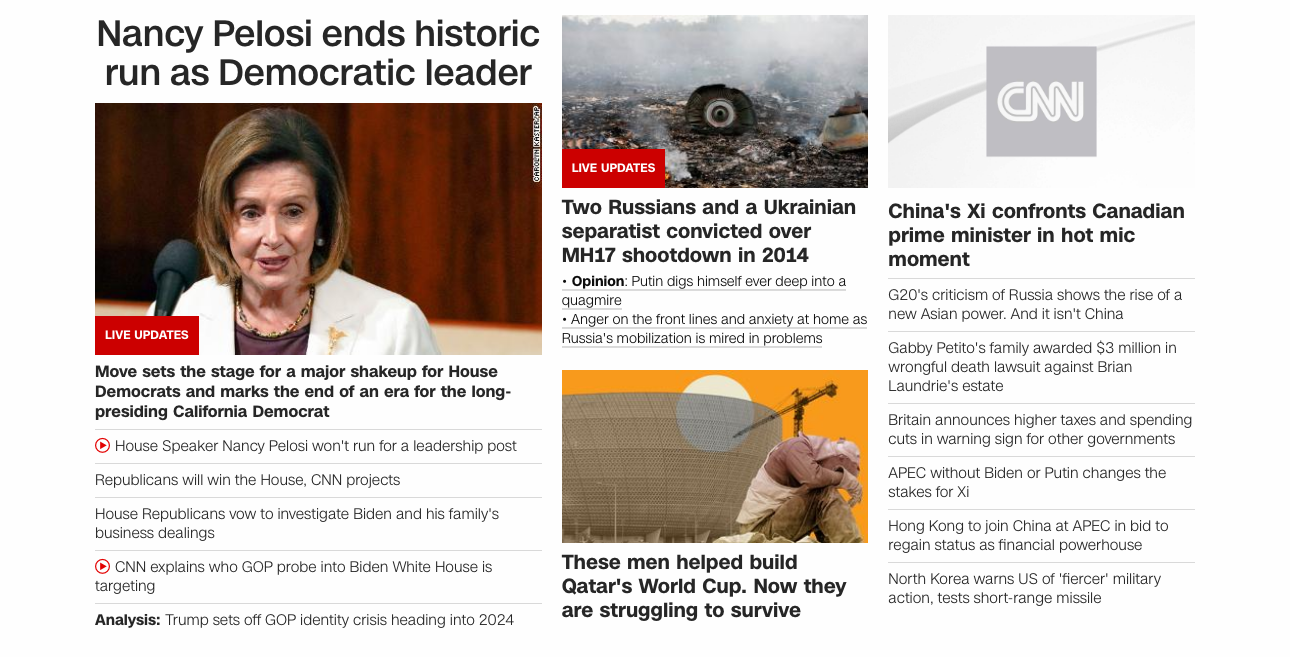 Nancy Pelosi ends historic
run as Democratic leader
CAROLYN KASTER/AP
LIVE UPDATES
Move sets the stage for a major shakeup for House
Democrats and marks the end of an era for the long-
presiding California Democrat
House Speaker Nancy Pelosi won't run for a leadership post
Republicans will win the House, CNN projects
House Republicans vow to investigate Biden and his family's
business dealings
CNN explains who GOP probe into Biden White House is
targeting
Analysis: Trump sets off GOP identity crisis heading into 2024
LIVE UPDATES
Two Russians and a Ukrainian
separatist convicted over
MH17 shootdown in 2014
• Opinion: Putin digs himself ever deep into a
quagmire
• Anger on the front lines and anxiety at home as
Russia's mobilization is mired in problems
These men helped build
Qatar's World Cup. Now they
are struggling to survive
CNN
China's Xi confronts Canadian
prime minister in hot mic
moment
G20's criticism of Russia shows the rise of a
new Asian power. And it isn't China
Gabby Petito's family awarded $3 million in
wrongful death lawsuit against Brian
Laundrie's estate
Britain announces higher taxes and spending
cuts in warning sign for other governments
APEC without Biden or Putin changes the
stakes for Xi
Hong Kong to join China at APEC in bid to
regain status as financial powerhouse
North Korea warns US of 'fiercer' military
action, tests short-range missile